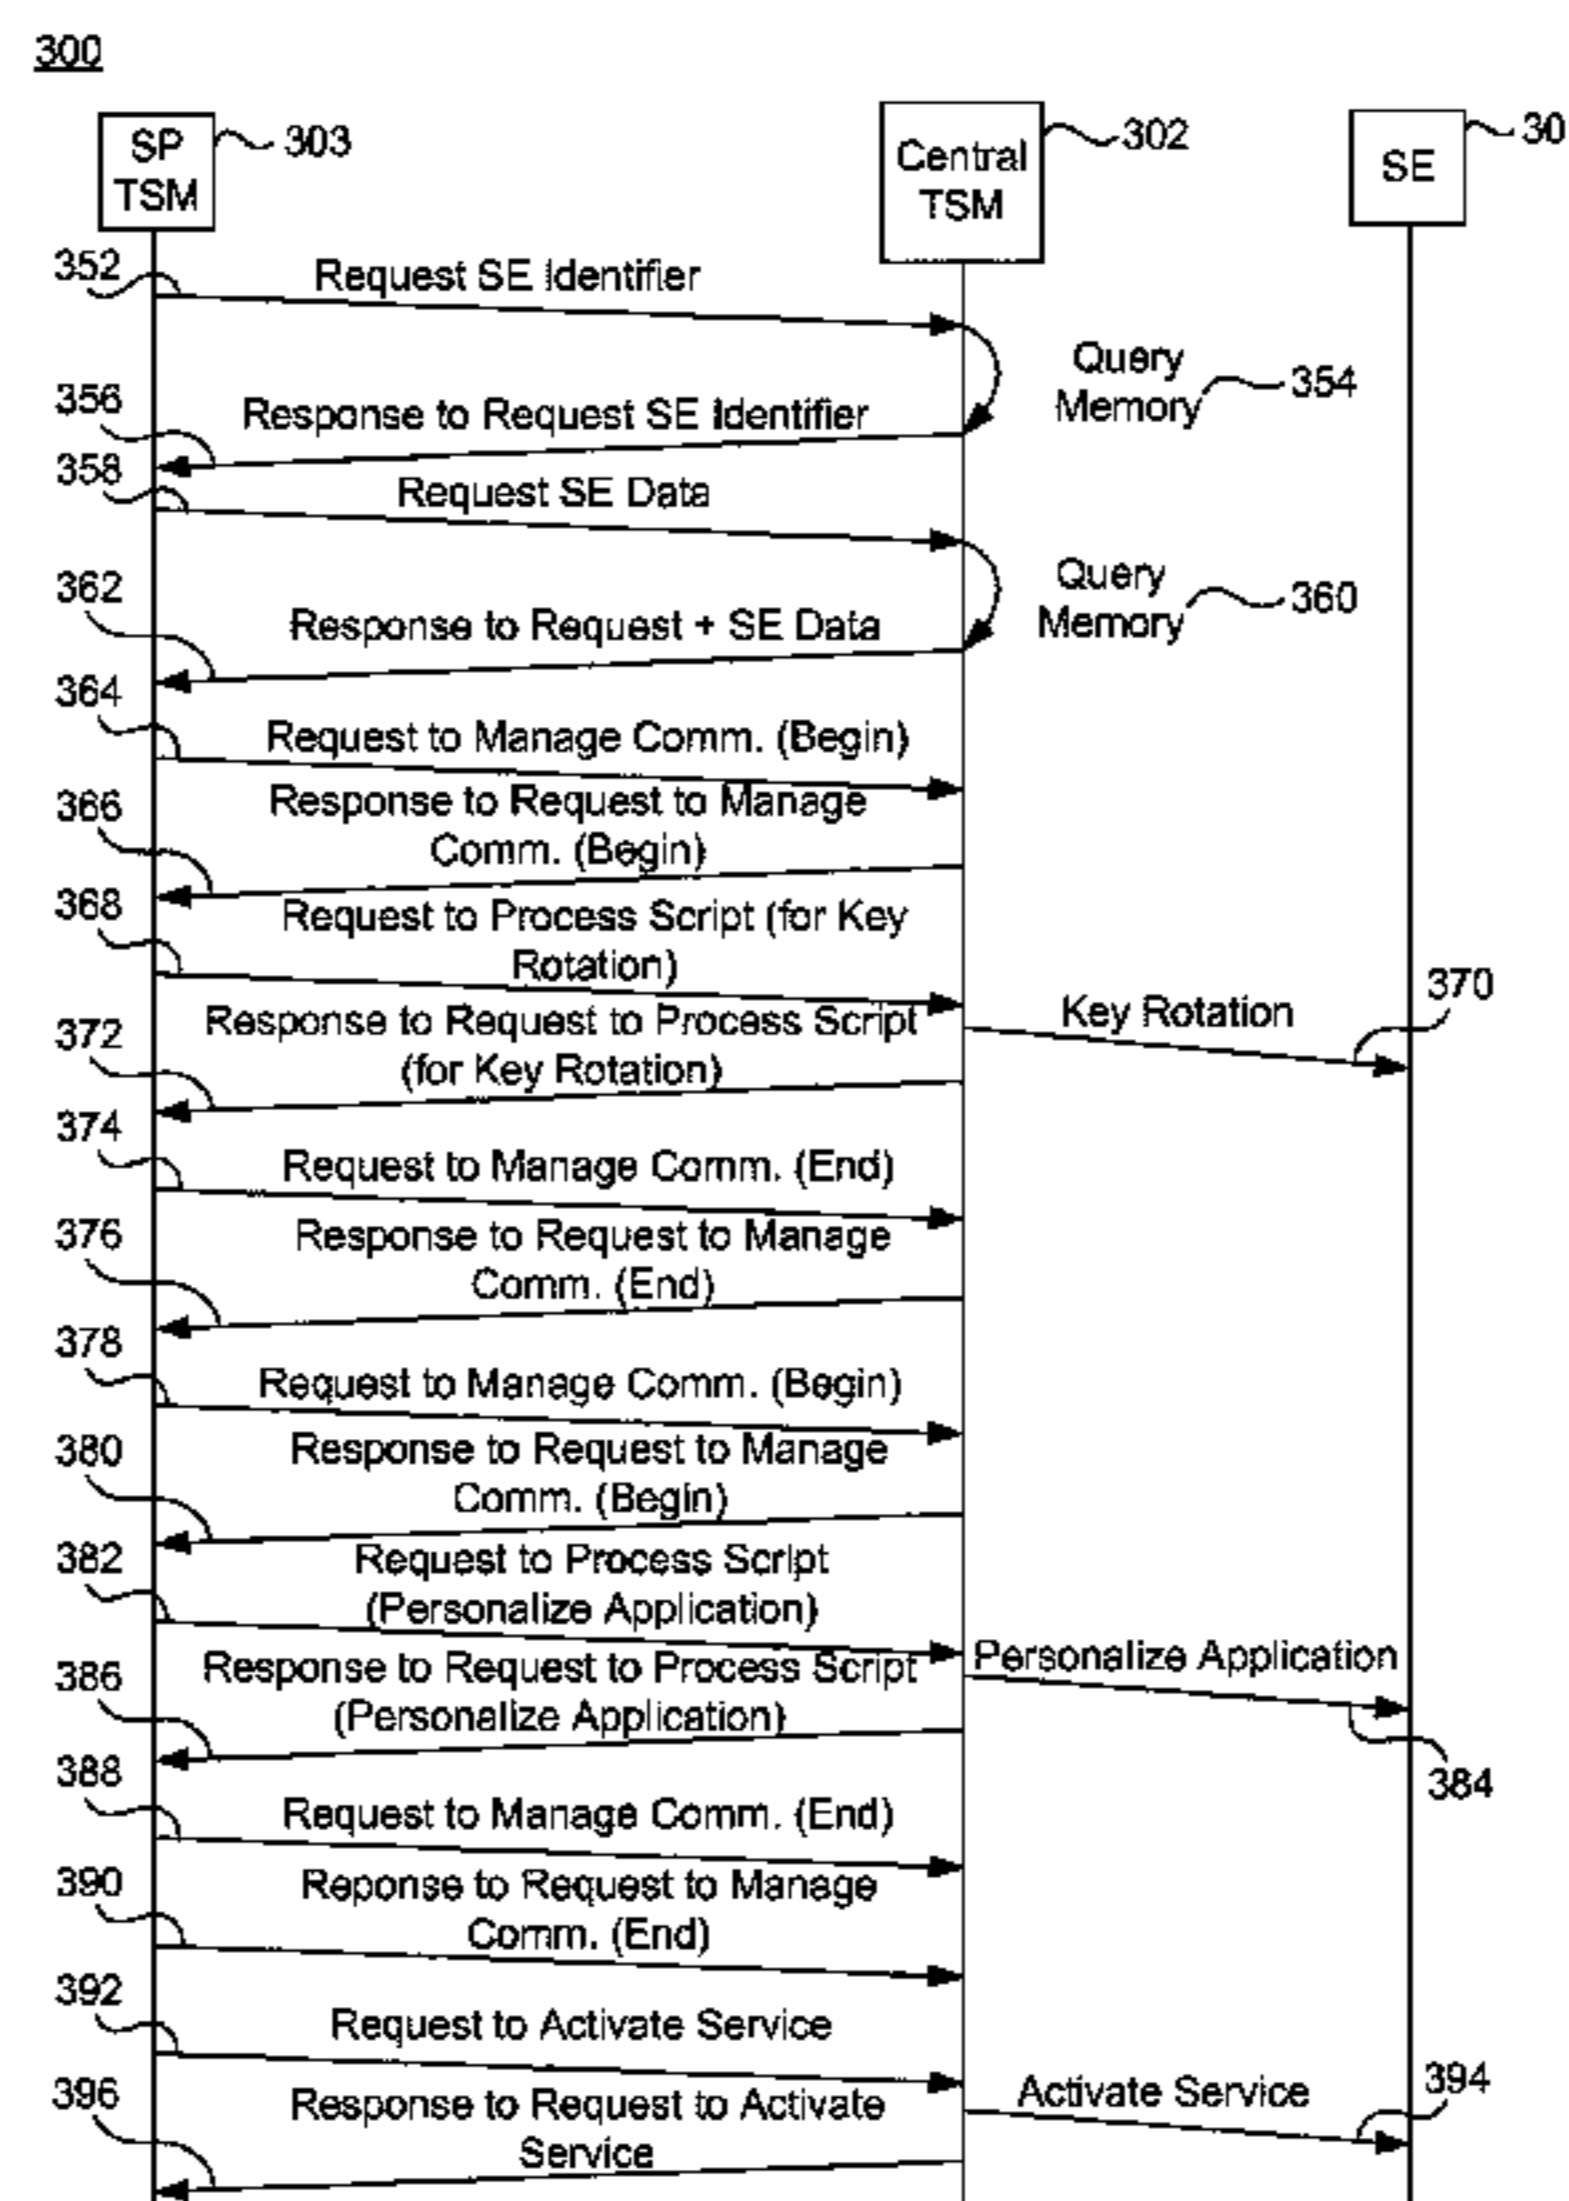 300
SP
TSM
303
Central
TSM
302
SE
30
352
Request SE Identifier
Query
Memory
354
356
Response to Request SE Identifier
358
Request SE Data
Query
Memory
360
362
Response to Request + SE Data
364
Request to Manage Comm. (Begin)
366
Response to Request to Manage
Comm. (Begin)
368
Request to Process Script (for Key
Rotation)
370
Key Rotation
372
Response to Request to Process Script
(for Key Rotation)
374
Request to Manage Comm. (End)
376
Response to Request to Manage
Comm. (End)
378
Request to Manage Comm. (Begin)
380
Response to Request to Manage
Comm. (Begin)
382
Request to Process Script
(Personalize Application)
Personalize Application
384
386
Response to Request to Process Script
(Personalize Application)
388
Request to Manage Comm. (End)
390
Reponse to Request to Manage
Comm. (End)
392
Request to Activate Service
Activate Service
394
396
Response to Request to Activate
Service